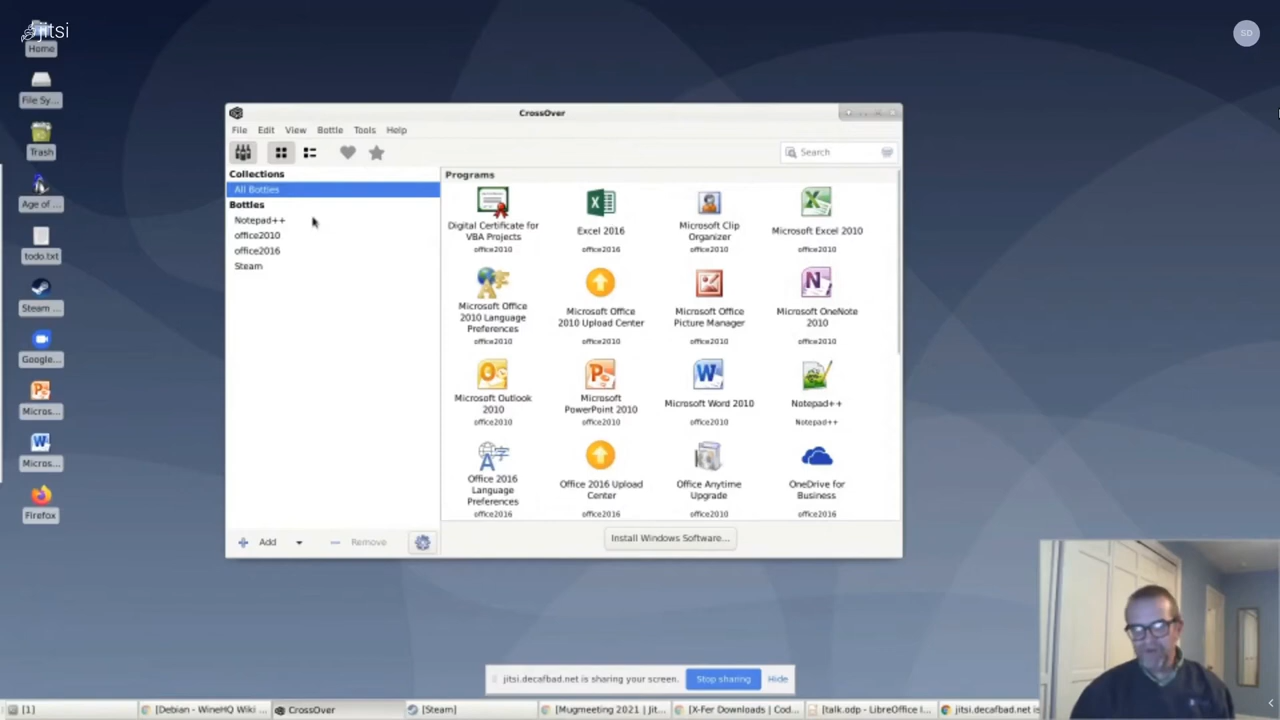 jitsi
SD
Home
File Sy...
Trash
Age of ...
todo.txt
Steam ...
Google...
Micros...
Micros...
Firefox
CrossOver
File Edit View Bottle Tools Help
Search
Collections
All Bottles
Bottles
Notepad++
office2010
office2016
Steam
Programs
Digital Certificate for
VBA Projects
office2010
Excel 2016
office2016
Microsoft Clip
Organizer
office2010
Microsoft Excel 2010
office2010
Microsoft Office
2010 Language
Preferences
office2010
Microsoft Office
2010 Upload Center
office2010
Microsoft Office
Picture Manager
office2010
Microsoft OneNote
2010
office2010
Microsoft Outlook
2010
office2010
Microsoft
PowerPoint 2010
office2010
Microsoft Word 2010
office2010
Notepad++
Notepad++
Office 2016
Language
Preferences
office2016
Office 2016 Upload
Center
office2016
Office Anytime
Upgrade
office2010
OneDrive for
Business
office2016
Add
Remove
Install Windows Software...
jitsi.decafbad.net is sharing your screen. Stop sharing Hide
[1] [Debian - WineHQ Wiki ... CrossOver [Steam] [Mugmeeting 2021 | Jit... [X-Fer Downloads | Cod... [talk.odp - LibreOffice I... jitsi.decafbad.net is